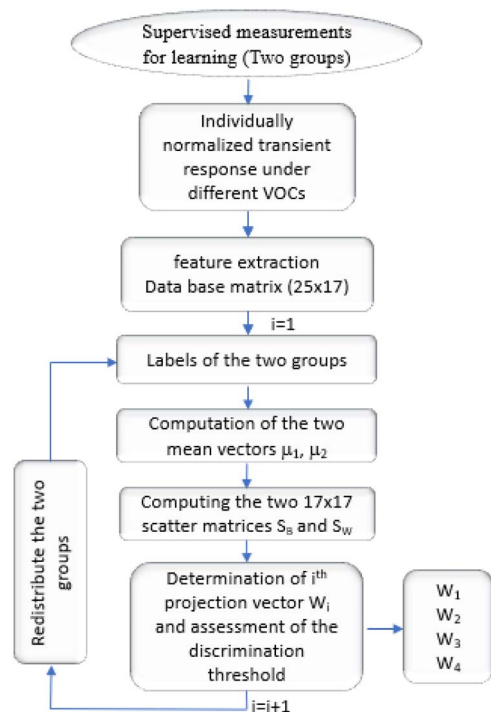 Supervised measurements
for learning (Two groups)
Individually
normalized transient
response under
different VOCs
feature extraction
Data base matrix (25x17)
i=1
Labels of the two groups
Computation of the two
mean vectors µ₁, µ₂
Computing the two 17x17
scatter matrices S_B and S_W
Determination of iᵗʰ
projection vector Wᵢ
and assessment of the
discrimination
threshold
W₁
W₂
W₃
W₄
Redistribute the two
groups
i=i+1